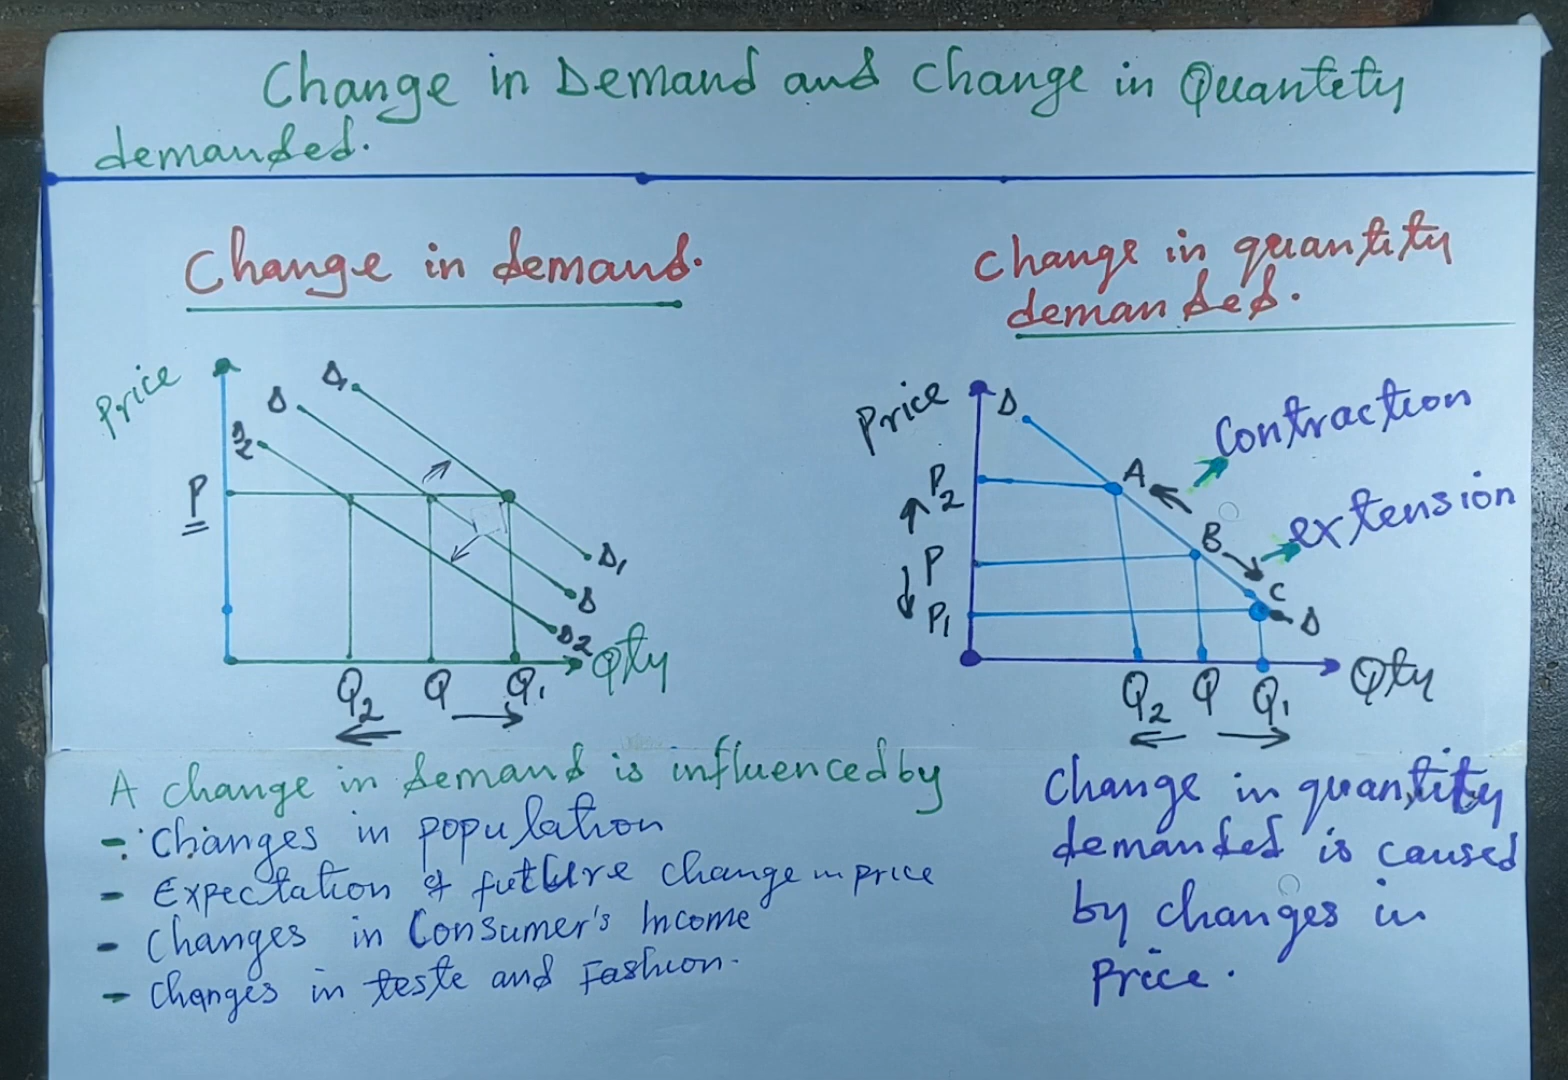 Change in Demand and Change in Quantety
demanded.
Change in demand.
Change in quantity
demanded.
Price
D1
D
D2
P
D1
D
D2
Qty
Q2 Q Q1
Price
D
P2
P
P1
A
B
C
D
Contraction
extension
Q2 Q Q1
Qty
A change in demand is influenced by
- Changes in population
- Expectation of future change in price
- Changes in Consumer's Income
- Changes in teste and Fashion.
Change in quantity
demanded is caused
by changes in
Price.